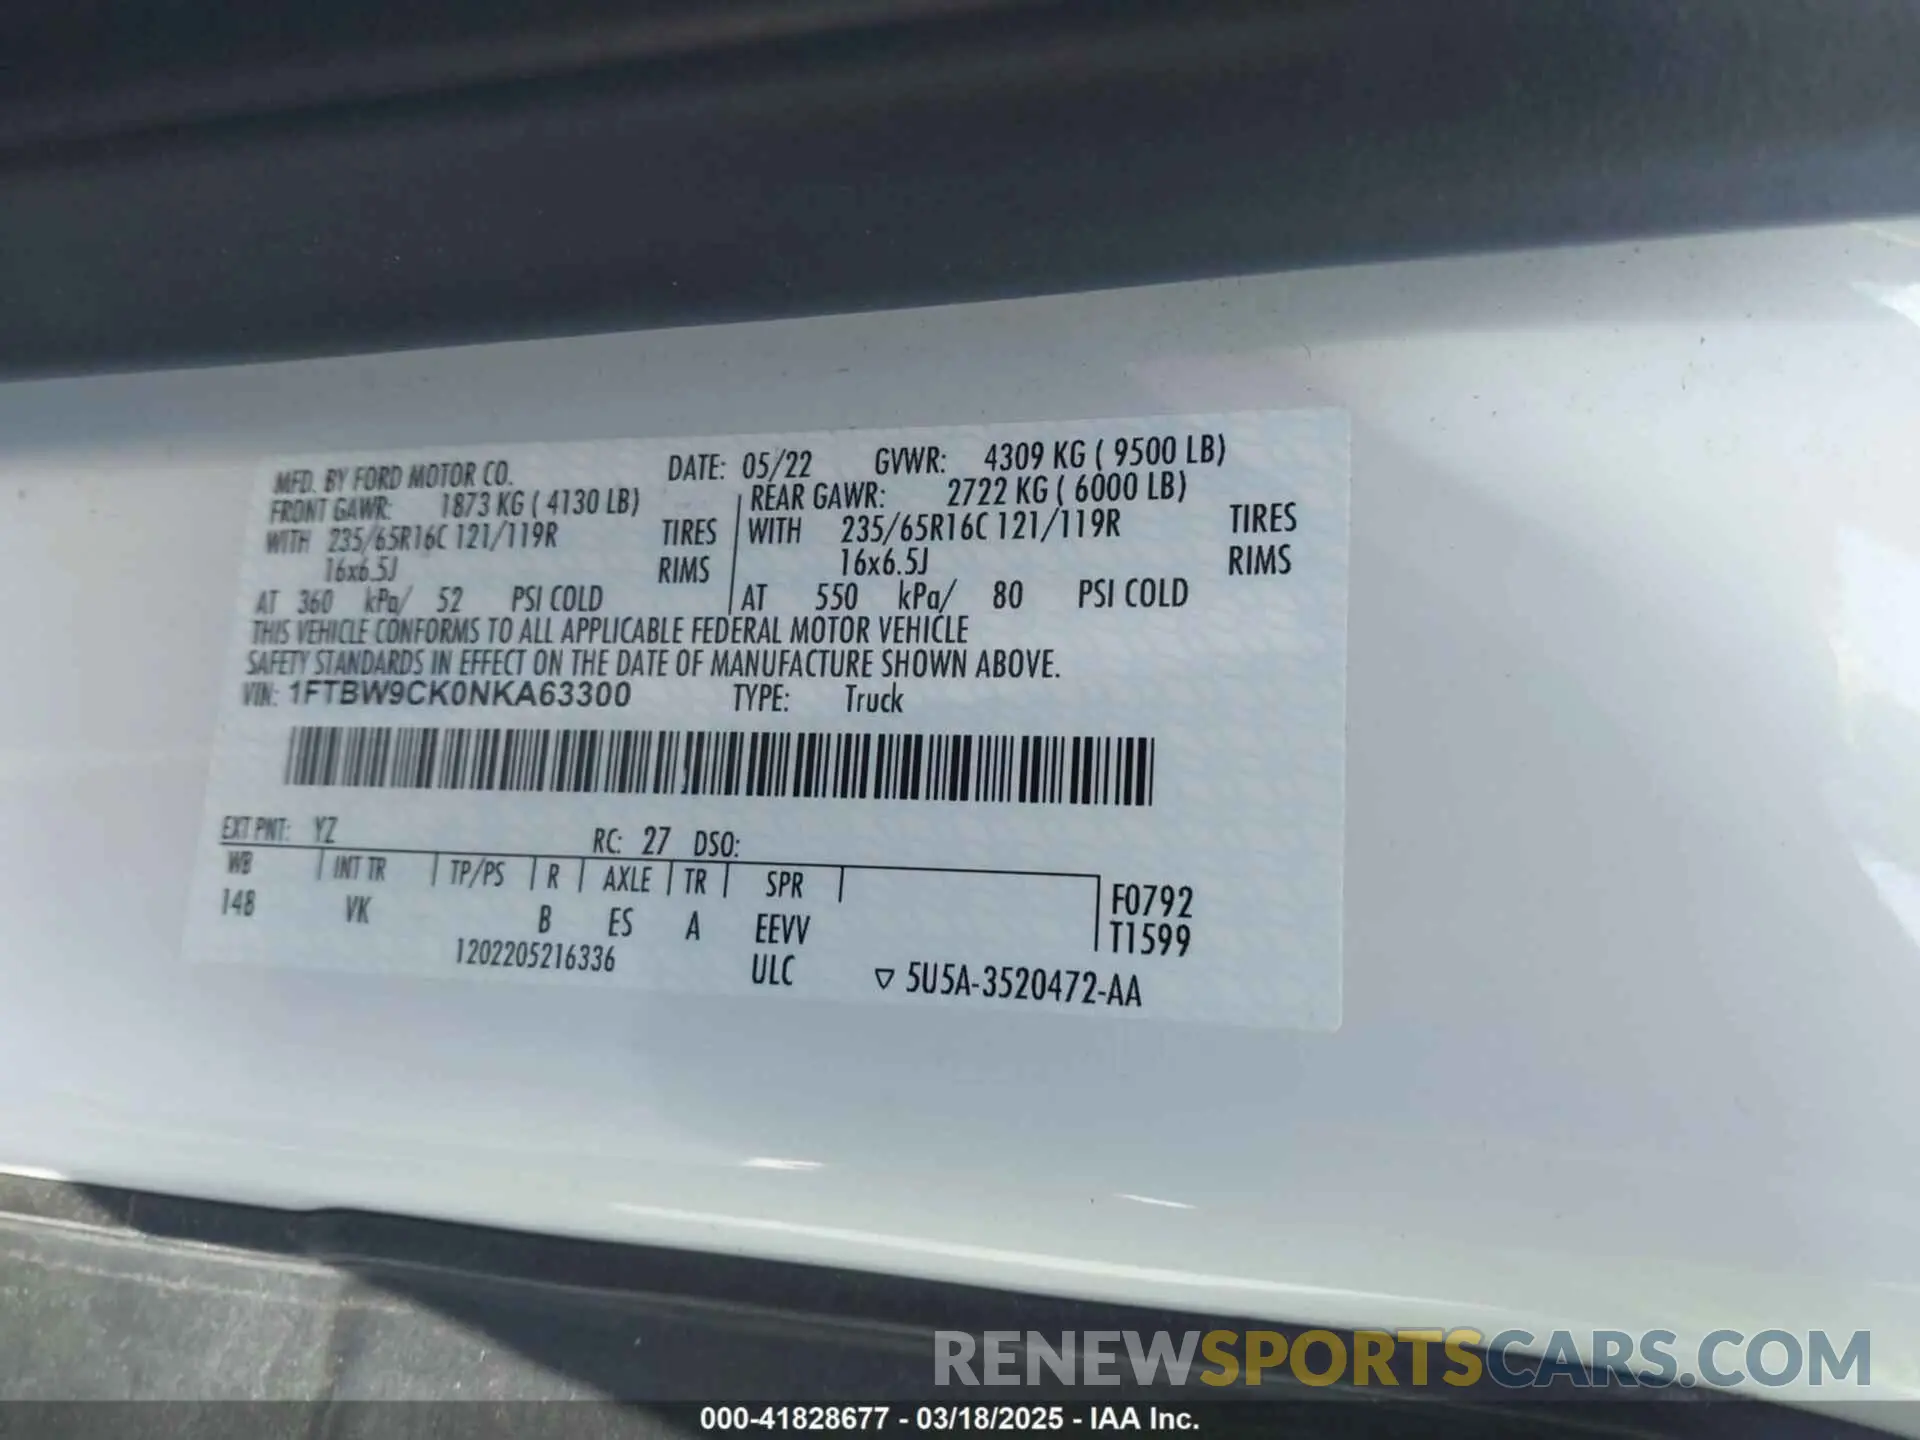 MFD. BY FORD MOTOR CO. DATE: 05/22 GVWR: 4309 KG ( 9500 LB)
FRONT GAWR: 1873 KG ( 4130 LB) REAR GAWR: 2722 KG ( 6000 LB)
WITH 235/65R16C 121/119R TIRES WITH 235/65R16C 121/119R TIRES
16x6.5J RIMS 16x6.5J RIMS
AT 360 kPa/ 52 PSI COLD AT 550 kPa/ 80 PSI COLD
THIS VEHICLE CONFORMS TO ALL APPLICABLE FEDERAL MOTOR VEHICLE
SAFETY STANDARDS IN EFFECT ON THE DATE OF MANUFACTURE SHOWN ABOVE.
VIN: 1FTBW9CK0NKA63300 TYPE: Truck
EXT PNT: YZ RC: 27 DSO:
WB INT TR TP/PS R AXLE TR SPR F0792
148 VK B ES A EEVV T1599
1202205216336 ULC ▽ 5U5A-3520472-AA
RENEWSPORTSCARS.COM
000-41828677 - 03/18/2025 - IAA Inc.